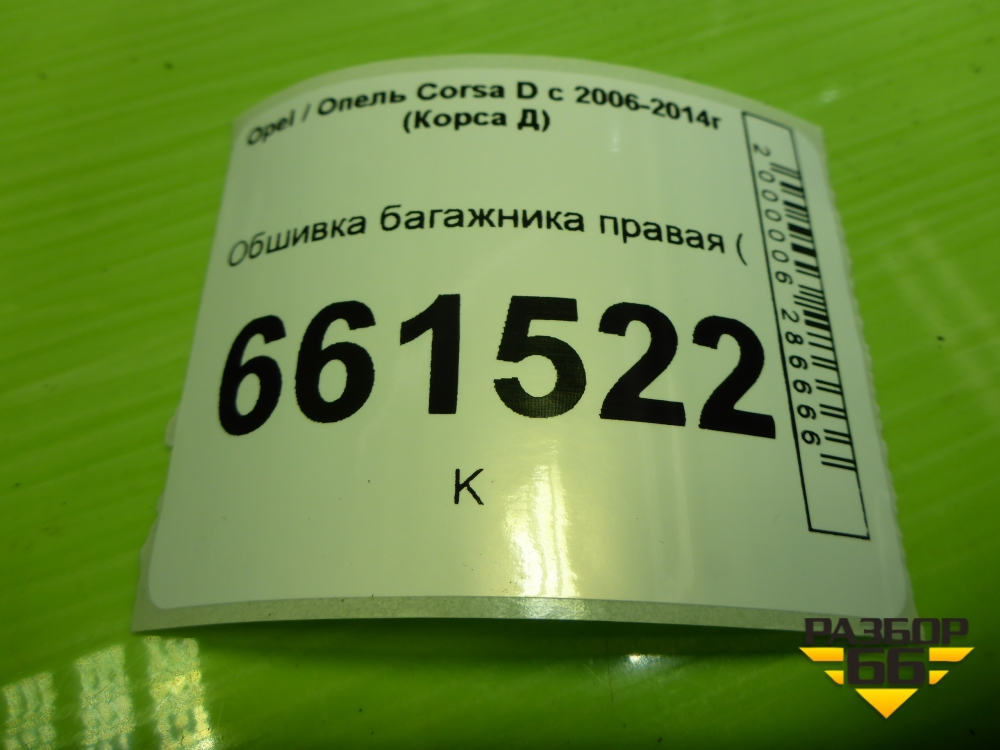 Opel / Опель Corsa D с 2006-2014г
(Корса Д)
Обшивка багажника правая (
661522
К
2000006286666
РАЗБОР
66